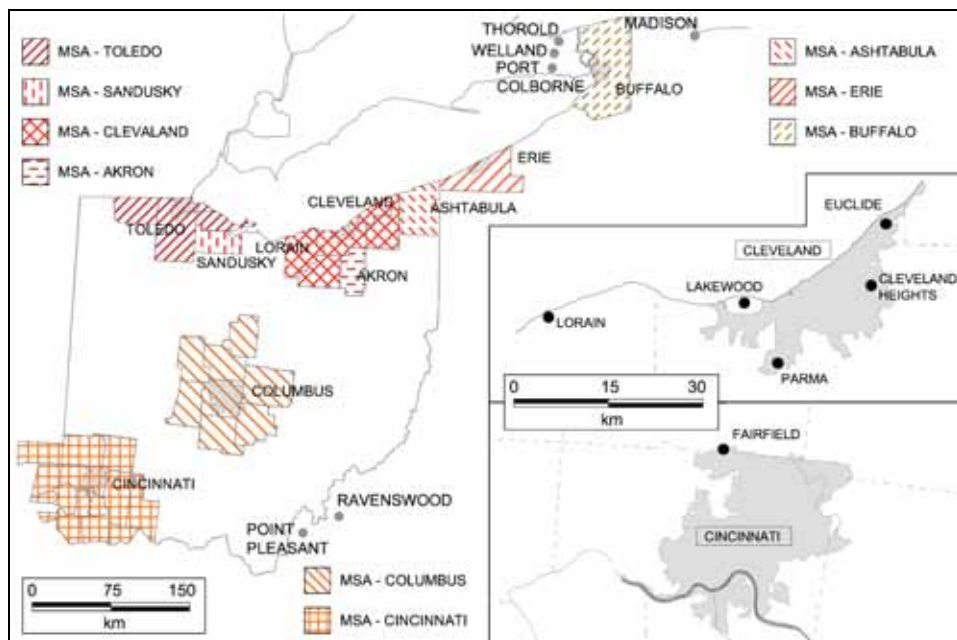 MSA - TOLEDO
MSA - SANDUSKY
MSA - CLEVALAND
MSA - AKRON
THOROLD
WELLAND
PORT
COLBORNE
MADISON
BUFFALO
MSA - ASHTABULA
MSA - ERIE
MSA - BUFFALO
ERIE
CLEVELAND
ASHTABULA
TOLEDO
LORAIN
SANDUSKY
AKRON
COLUMBUS
CINCINNATI
RAVENSWOOD
POINT
PLEASANT
0 75 150
km
MSA - COLUMBUS
MSA - CINCINNATI
EUCLIDE
CLEVELAND
LAKEWOOD
CLEVELAND
HEIGHTS
LORAIN
PARMA
0 15 30
km
FAIRFIELD
CINCINNATI